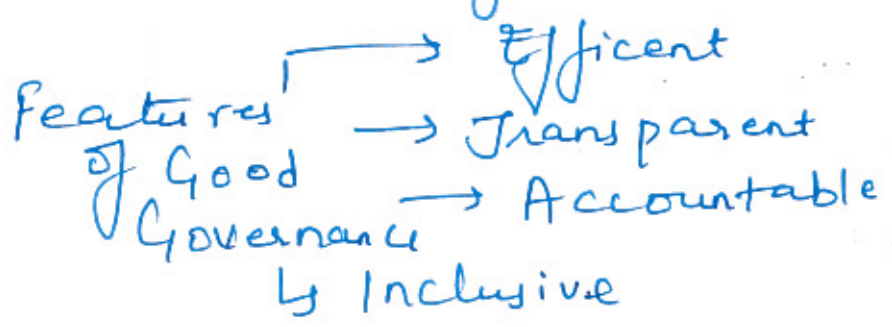 → Efficent
Features → Transparent
of Good
Governance → Accountable
↳ Inclusive